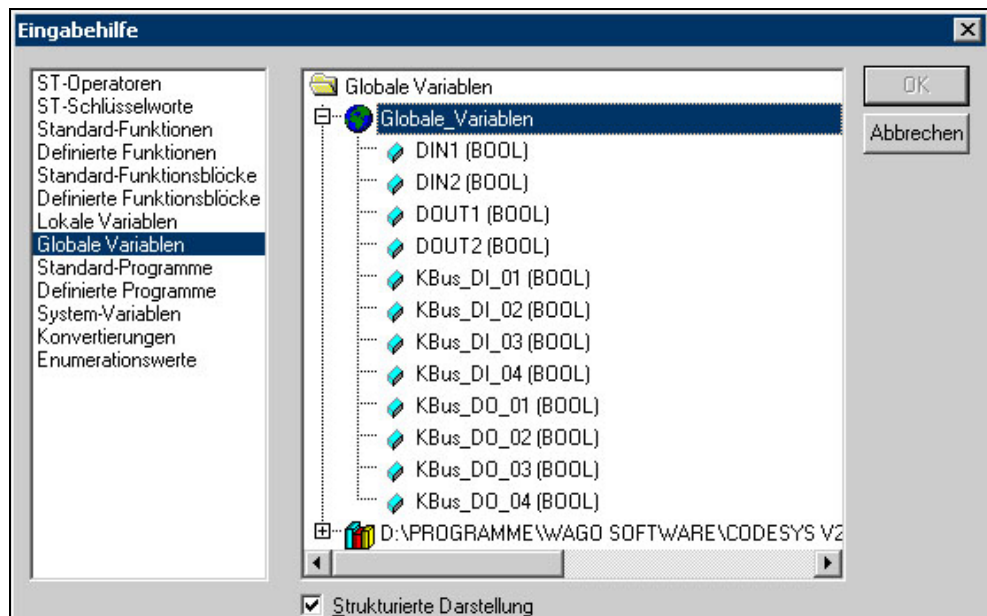 Eingabehilfe
ST-Operatoren
ST-Schlüsselworte
Standard-Funktionen
Definierte Funktionen
Standard-Funktionsblöcke
Definierte Funktionsblöcke
Lokale Variablen
Globale Variablen
Standard-Programme
Definierte Programme
System-Variablen
Konvertierungen
Enumerationswerte
Globale Variablen
Globale_Variablen
DIN1 (BOOL)
DIN2 (BOOL)
DOUT1 (BOOL)
DOUT2 (BOOL)
KBus_DI_01 (BOOL)
KBus_DI_02 (BOOL)
KBus_DI_03 (BOOL)
KBus_DI_04 (BOOL)
KBus_DO_01 (BOOL)
KBus_DO_02 (BOOL)
KBus_DO_03 (BOOL)
KBus_DO_04 (BOOL)
D:\PROGRAMME\WAGO SOFTWARE\CODESYS V2
Strukturierte Darstellung
OK
Abbrechen